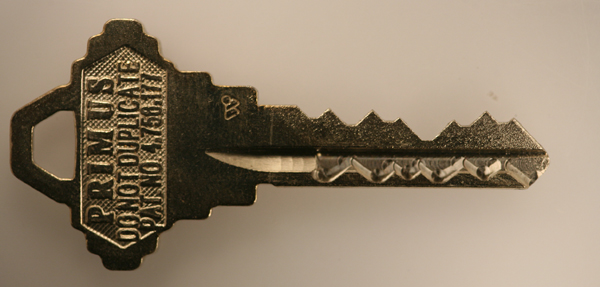 PRIMUS
DO NOT DUPLICATE
PAT NO 4,756,177